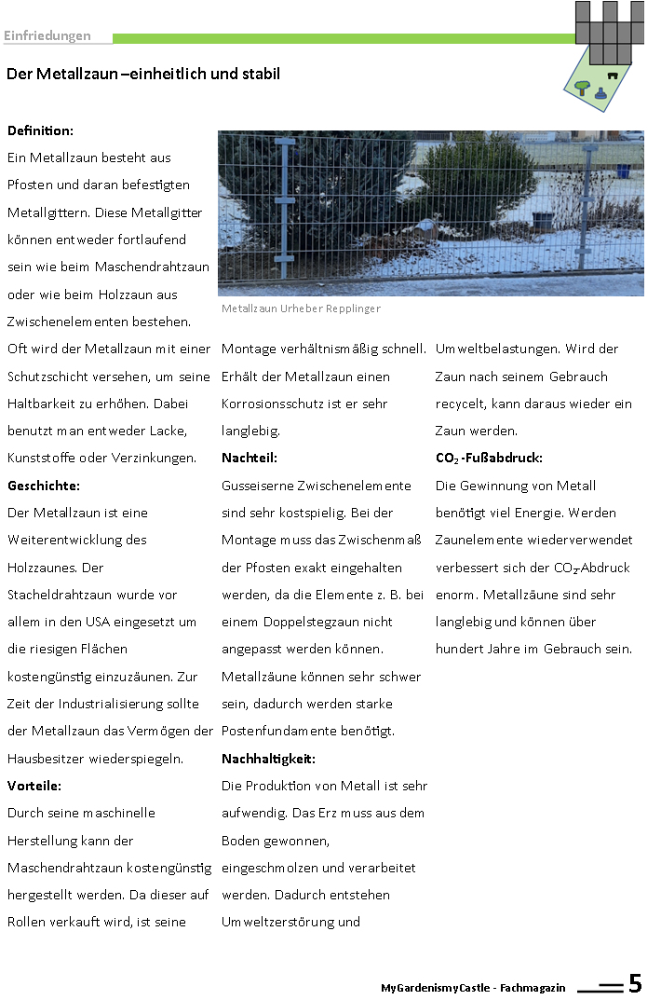 Einfriedungen
Der Metallzaun –einheitlich und stabil
Definition:
Ein Metallzaun besteht aus
Pfosten und daran befestigten
Metallgittern. Diese Metallgitter
können entweder fortlaufend
sein wie beim Maschendrahtzaun
oder wie beim Holzzaun aus
Zwischenelementen bestehen.
Oft wird der Metallzaun mit einer
Schutzschicht versehen, um seine
Haltbarkeit zu erhöhen. Dabei
benutzt man entweder Lacke,
Kunststoffe oder Verzinkungen.
Geschichte:
Der Metallzaun ist eine
Weiterentwicklung des
Holzzaunes. Der
Stacheldrahtzaun wurde vor
allem in den USA eingesetzt um
die riesigen Flächen
kostengünstig einzuzäunen. Zur
Zeit der Industrialisierung sollte
der Metallzaun das Vermögen der
Hausbesitzer wiederspiegeln.
Vorteile:
Durch seine maschinelle
Herstellung kann der
Maschendrahtzaun kostengünstig
hergestellt werden. Da dieser auf
Rollen verkauft wird, ist seine
Metallzaun Urheber Repplinger
Montage verhältnismäßig schnell.
Erhält der Metallzaun einen
Korrosionsschutz ist er sehr
langlebig.
Nachteil:
Gusseiserne Zwischenelemente
sind sehr kostspielig. Bei der
Montage muss das Zwischenmaß
der Pfosten exakt eingehalten
werden, da die Elemente z. B. bei
einem Doppelstegzaun nicht
angepasst werden können.
Metallzäune können sehr schwer
sein, dadurch werden starke
Postenfundamente benötigt.
Nachhaltigkeit:
Die Produktion von Metall ist sehr
aufwendig. Das Erz muss aus dem
Boden gewonnen,
eingeschmolzen und verarbeitet
werden. Dadurch entstehen
Umweltzerstörung und
Umweltbelastungen. Wird der
Zaun nach seinem Gebrauch
recycelt, kann daraus wieder ein
Zaun werden.
CO₂ -Fußabdruck:
Die Gewinnung von Metall
benötigt viel Energie. Werden
Zaunelemente wiederverwendet
verbessert sich der CO₂-Abdruck
enorm. Metallzäune sind sehr
langlebig und können über
hundert Jahre im Gebrauch sein.
MyGardenismyCastle - Fachmagazin 5